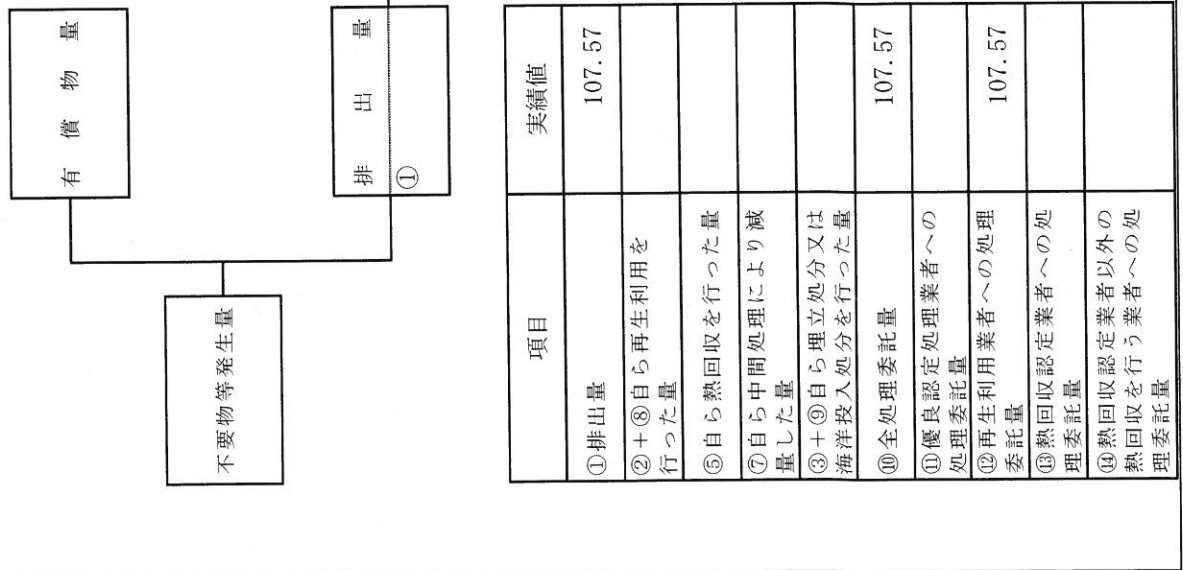 不要物等発生量
有償物量
排出量
①
項目 実績値
①排出量 107.57
②+⑧自ら再生利用を
行った量
⑤自ら熱回収を行った量
⑦自ら中間処理により減
量した量
③+⑨自ら埋立処分又は
海洋投入処分を行った量
⑩全処理委託量 107.57
⑪優良認定処理業者への
処理委託量
⑫再生利用業者への処理
委託量 107.57
⑬熱回収認定業者への処
理委託量
⑭熱回収認定業者以外の
熱回収を行う業者への処
理委託量